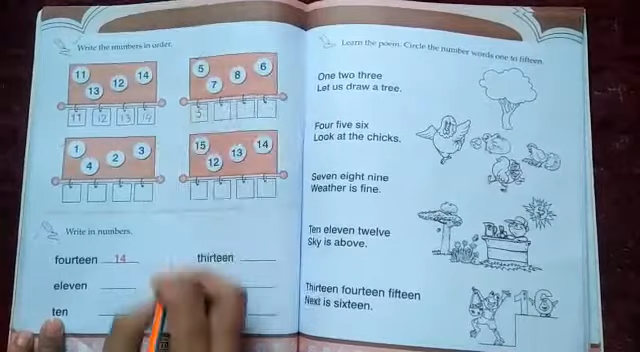 Write the numbers in order.
11 13 12 14
11 12 13 14
5 7 8 6
5
1 4 2 3
15 12 13 14
Write in numbers.
fourteen 14 thirteen
eleven
ten
Learn the poem. Circle the number words one to fifteen.
One two three
Let us draw a tree.
Four five six
Look at the chicks.
Seven eight nine
Weather is fine.
Ten eleven twelve
Sky is above.
Thirteen fourteen fifteen
Next is sixteen.
16